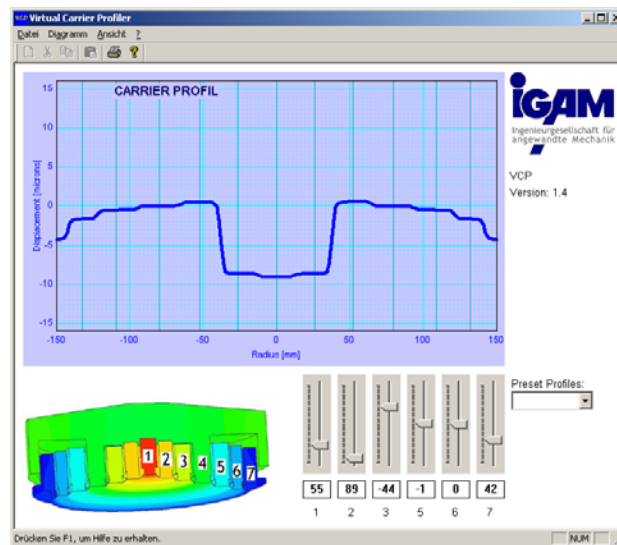 VCP Virtual Carrier Profiler
Datei Diagramm Ansicht ?
CARRIER PROFIL
Displacement [microns]
15
10
5
0
-5
-10
-15
-150 -100 -50 0 50 100 150
Radius [mm]
iGAM
Ingenieurgesellschaft für
angewandte Mechanik
VCP
Version: 1.4
Preset Profiles:
1 2 3 4 5 6 7
55 89 -44 -1 0 42
1 2 3 5 6 7
Drücken Sie F1, um Hilfe zu erhalten.
NUM